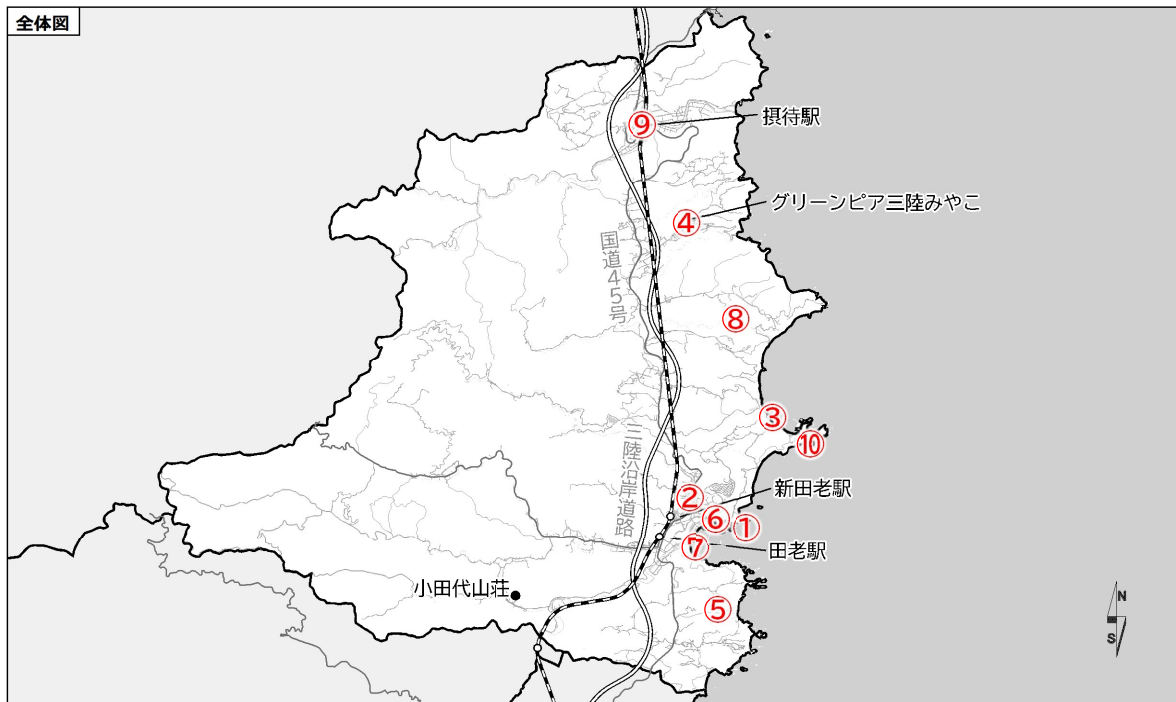 全体図
⑨
摂待駅
グリーンピア三陸みやこ
④
国道45号
⑧
③
⑩
三陸沿岸道路
新田老駅
②
⑥
①
田老駅
⑦
小田代山荘
⑤
N
S